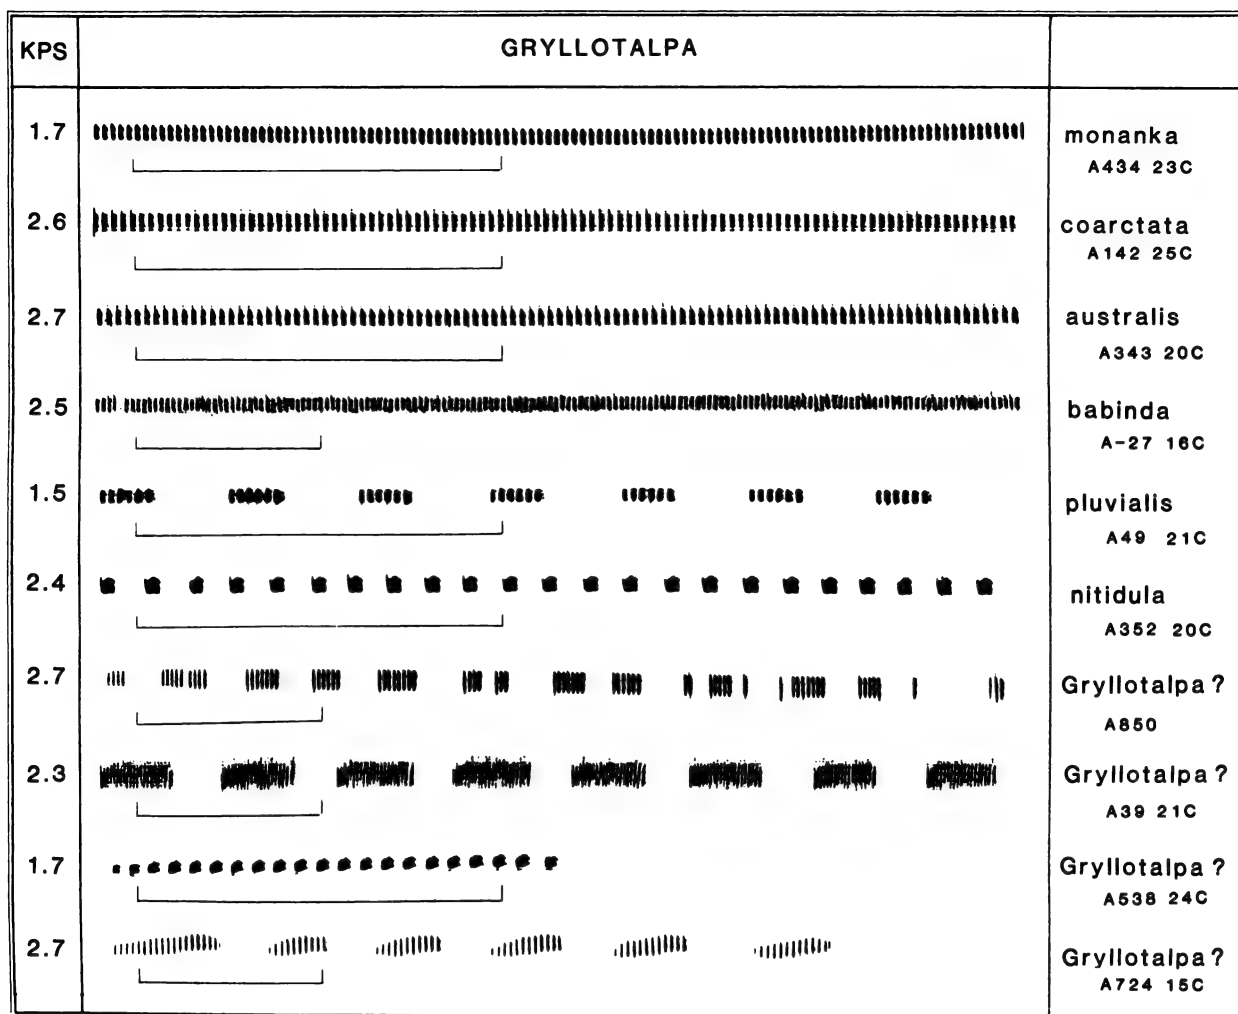 KPS GRYLLOTALPA
1.7 monanka
A434 23C
2.6 coarctata
A142 25C
2.7 australis
A343 20C
2.5 babinda
A-27 16C
1.5 pluvialis
A49 21C
2.4 nitidula
A352 20C
2.7 Gryllotalpa?
A850
2.3 Gryllotalpa?
A39 21C
1.7 Gryllotalpa?
A538 24C
2.7 Gryllotalpa?
A724 15C